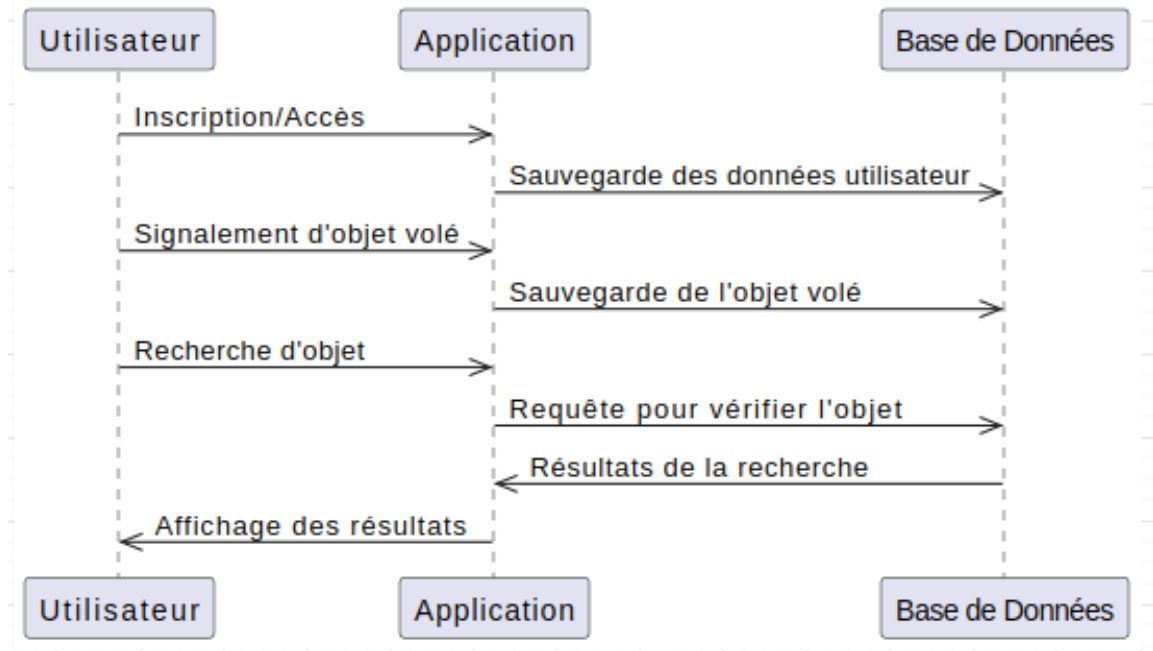 Utilisateur
Application
Base de Données
Inscription/Accès
Sauvegarde des données utilisateur
Signalement d'objet volé
Sauvegarde de l'objet volé
Recherche d'objet
Requête pour vérifier l'objet
Résultats de la recherche
Affichage des résultats
Utilisateur
Application
Base de Données